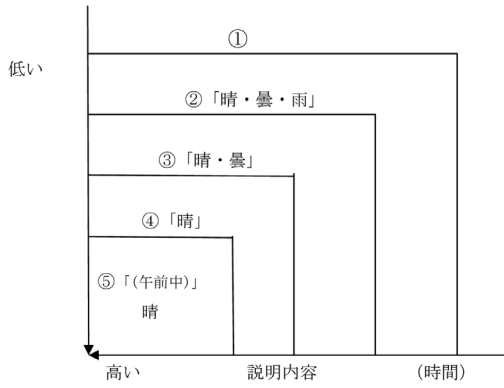 ①
低い
②「晴・曇・雨」
③「晴・曇」
④「晴」
⑤「(午前中)」
晴
高い 説明内容 (時間)